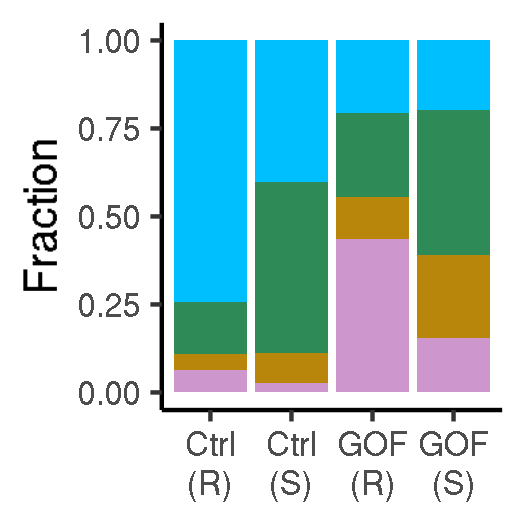 Fraction
1.00
0.75
0.50
0.25
0.00
Ctrl Ctrl GOF GOF
(R) (S) (R) (S)